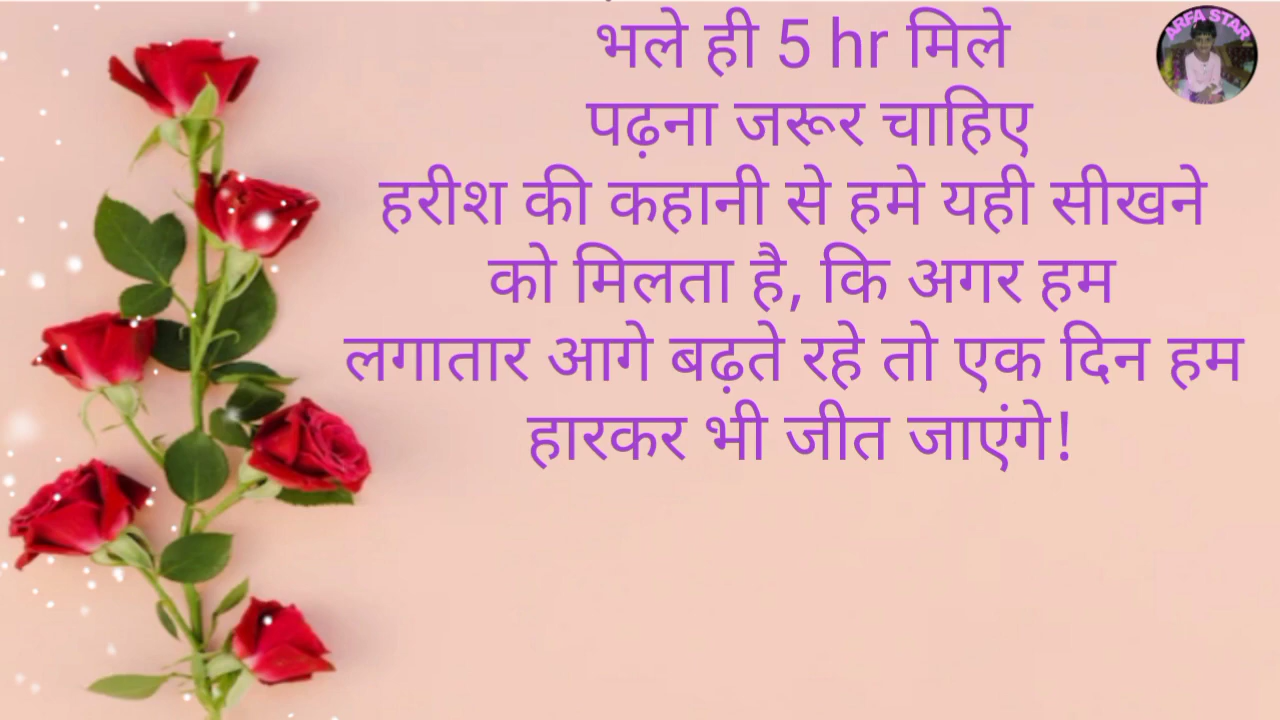 ARFA STAR
भले ही 5 hr मिले
पढ़ना जरूर चाहिए
हरीश की कहानी से हमे यही सीखने
को मिलता है, कि अगर हम
लगातार आगे बढ़ते रहे तो एक दिन हम
हारकर भी जीत जाएंगे!